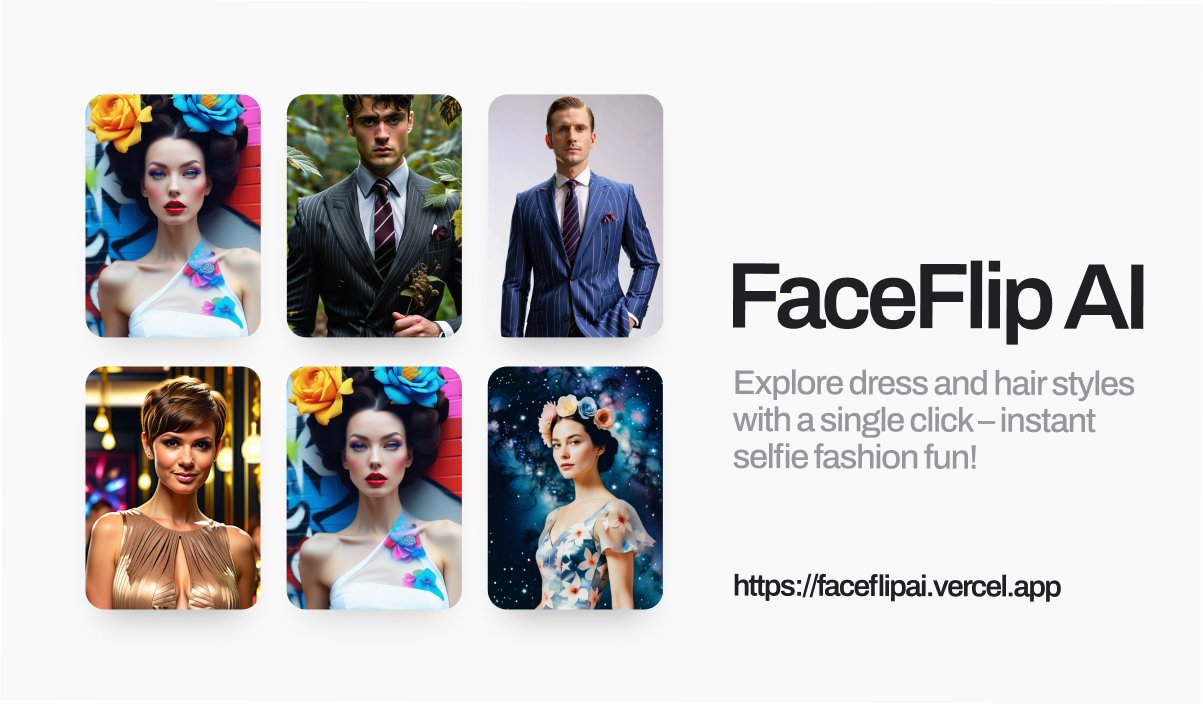 FaceFlip AI
Explore dress and hair styles
with a single click – instant
selfie fashion fun!
https://faceflipai.vercel.app